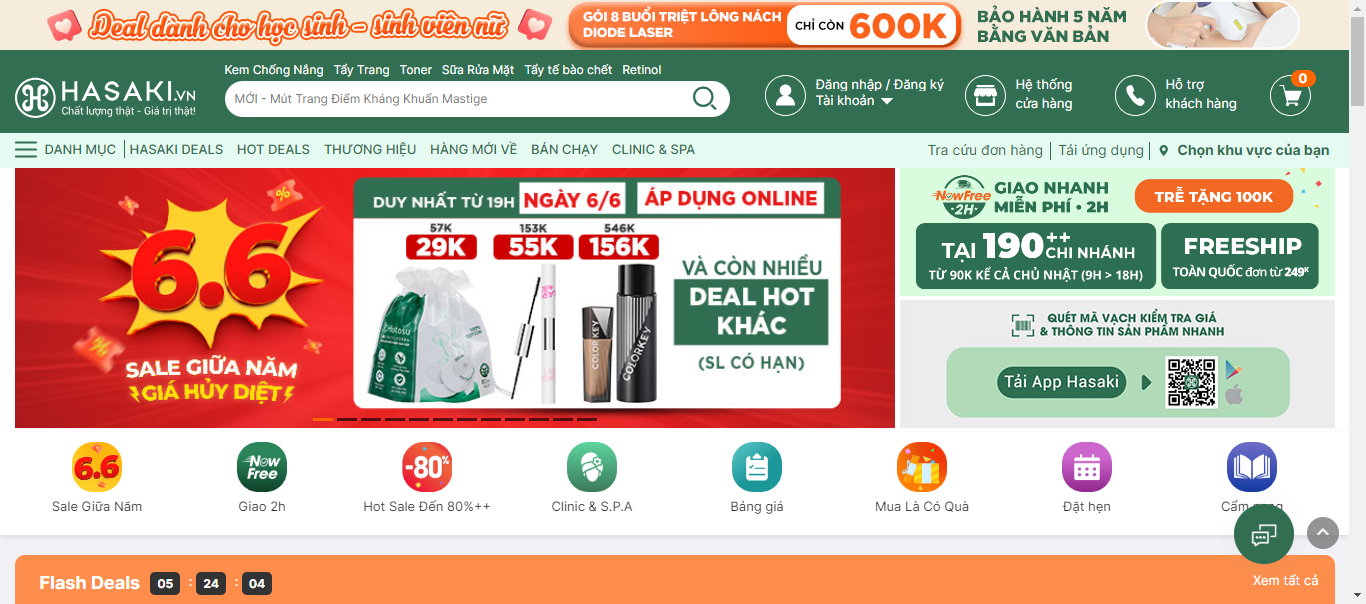 Deal dành cho học sinh - sinh viên nữ
GÓI 8 BUỔI TRIỆT LÔNG NÁCH
DIODE LASER
CHỈ CÒN 600K
BẢO HÀNH 5 NĂM
BẰNG VĂN BẢN
Kem Chống Nắng Tẩy Trang Toner Sữa Rửa Mặt Tẩy tế bào chết Retinol
HASAKI.VN
Chất lượng thật - Giá trị thật!
MỚI - Mút Trang Điểm Kháng Khuẩn Mastige
Đăng nhập / Đăng ký
Tài khoản
Hệ thống
cửa hàng
Hỗ trợ
khách hàng
0
DANH MỤC HASAKI DEALS HOT DEALS THƯƠNG HIỆU HÀNG MỚI VỀ BÁN CHẠY CLINIC & SPA
Tra cứu đơn hàng Tải ứng dụng Chọn khu vực của bạn
6.6
%
%
SALE GIỮA NĂM
GIÁ HỦY DIỆT
DUY NHẤT TỪ 19H NGÀY 6/6 ÁP DỤNG ONLINE
57K 153K 546K
29K 55K 156K
Hotosu
COLORKEY
COLORKEY
VÀ CÒN NHIỀU
DEAL HOT
KHÁC
(SL CÓ HẠN)
NowFree
2H
GIAO NHANH
MIỄN PHÍ • 2H
TRỄ TẶNG 100K
TẠI 190++ CHI NHÁNH
TỪ 90K KỂ CẢ CHỦ NHẬT (9H > 18H)
FREESHIP
TOÀN QUỐC đơn từ 249K
QUÉT MÃ VẠCH KIỂM TRA GIÁ
& THÔNG TIN SẢN PHẨM NHANH
Tải App Hasaki
6.6
Now
Free
-80%
Sale Giữa Năm
Giao 2h
Hot Sale Đến 80%++
Clinic & S.P.A
Bảng giá
Mua Là Có Quà
Đặt hẹn
Cẩm
Flash Deals 05 : 24 : 04
Xem tất cả